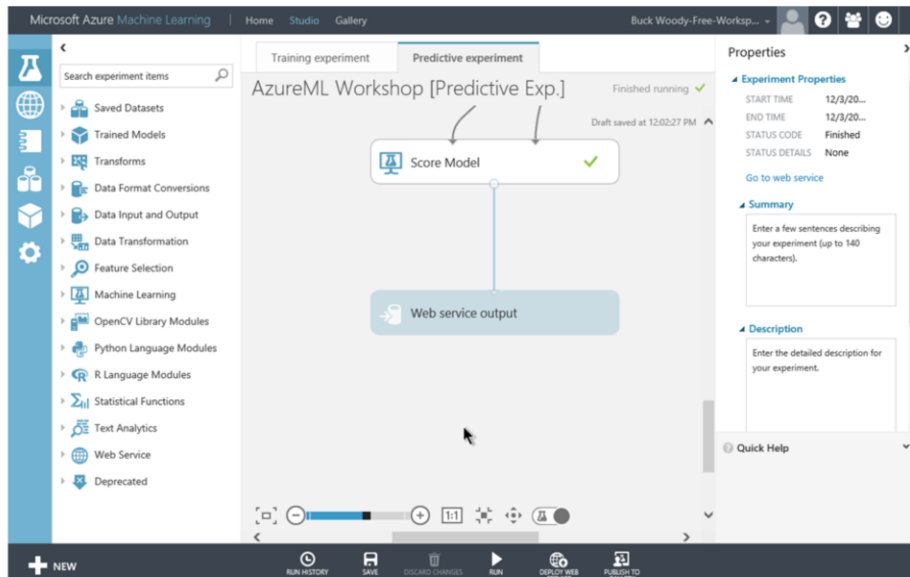 Microsoft Azure Machine Learning | Home Studio Gallery Buck Woody-Free-Worksp...
Search experiment items
Saved Datasets
Trained Models
Transforms
Data Format Conversions
Data Input and Output
Data Transformation
Feature Selection
Machine Learning
OpenCV Library Modules
Python Language Modules
R Language Modules
Statistical Functions
Text Analytics
Web Service
Deprecated
Training experiment Predictive experiment
AzureML Workshop [Predictive Exp.] Finished running
Draft saved at 12:02:27 PM
Score Model
Web service output
1:1
Properties
Experiment Properties
START TIME 12/3/20...
END TIME 12/3/20...
STATUS CODE Finished
STATUS DETAILS None
Go to web service
Summary
Enter a few sentences describing
your experiment (up to 140
characters).
Description
Enter the detailed description for
your experiment.
Quick Help
NEW RUN HISTORY SAVE DISCARD CHANGES RUN DEPLOY WEB PUBLISH TO